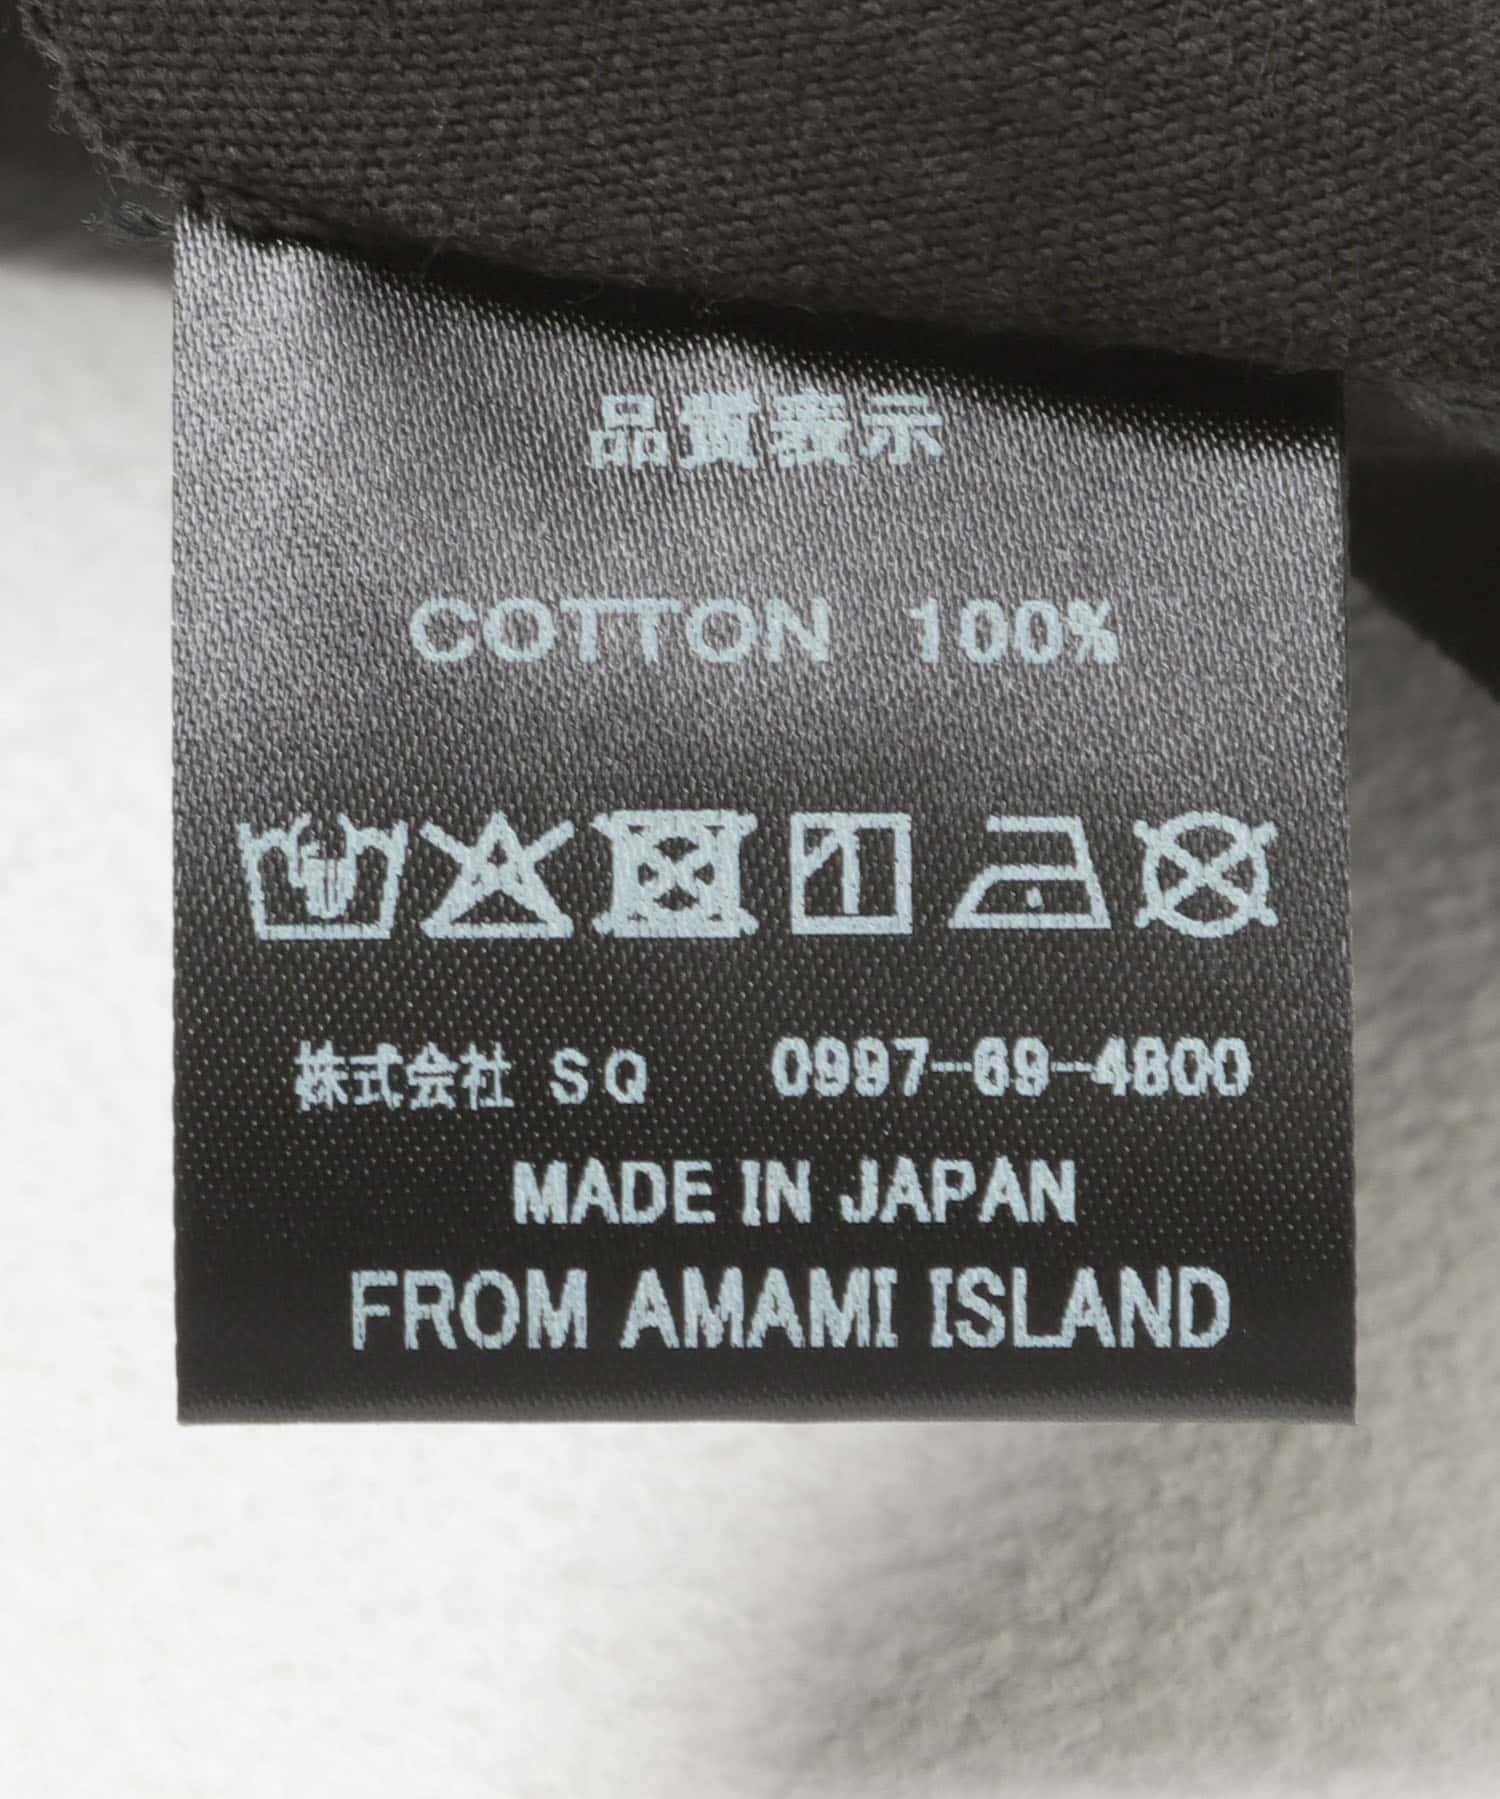 品質表示
COTTON 100%
株式会社 SQ 0997-69-4800
MADE IN JAPAN
FROM AMAMI ISLAND